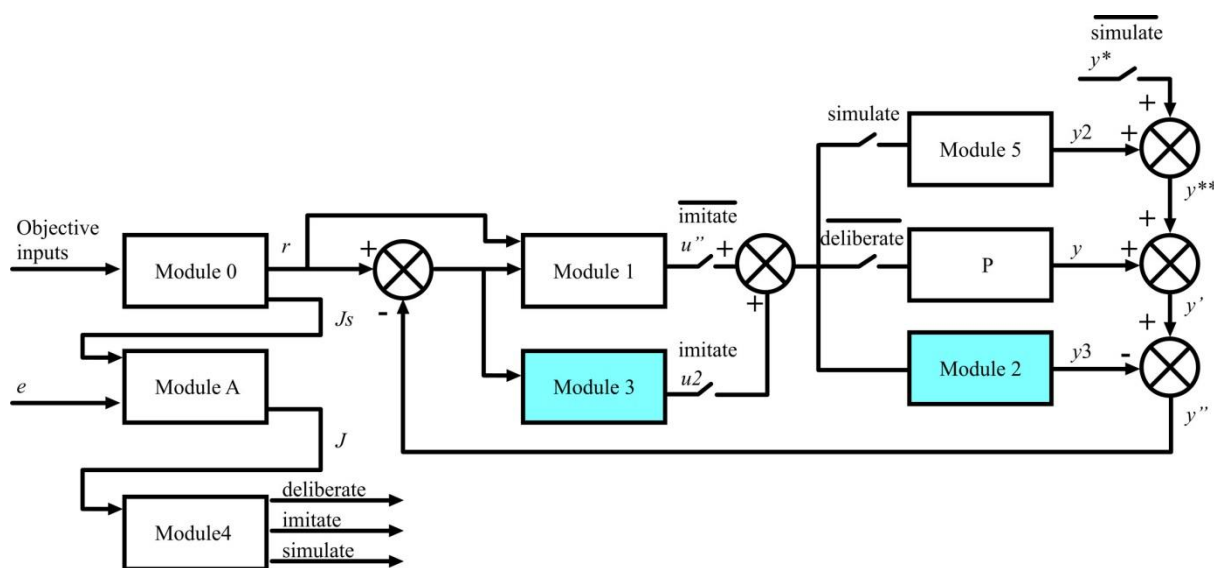 simulate
y*
+
simulate
Module 5
y2
+
y**
Objective
inputs
Module 0
r
+
-
Module 1
imitate
u”
+
+
deliberate
P
y
+
+
y’
Js
e
Module A
J
Module 3
imitate
u2
Module 2
y3
+
-
y”
Module4
deliberate
imitate
simulate